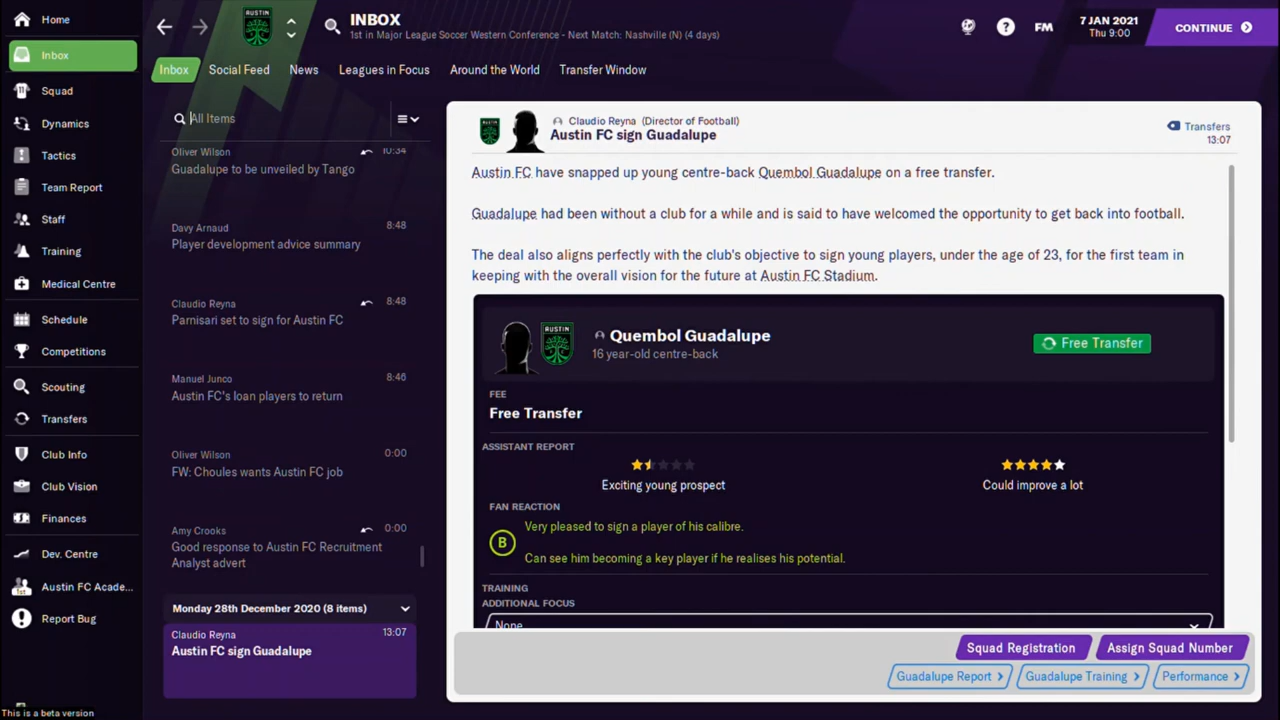 Home
Inbox
Squad
Dynamics
Tactics
Team Report
Staff
Training
Medical Centre
Schedule
Competitions
Scouting
Transfers
Club Info
Club Vision
Finances
Dev. Centre
Austin FC Acade...
Report Bug
This is a beta version
AUSTIN
INBOX
1st in Major League Soccer Western Conference - Next Match: Nashville (N) (4 days)
?
FM
7 JAN 2021
Thu 9:00
CONTINUE
Inbox
Social Feed
News
Leagues in Focus
Around the World
Transfer Window
All Items
Oliver Wilson 10:34
Guadalupe to be unveiled by Tango
Davy Arnaud 8:48
Player development advice summary
Claudio Reyna 8:48
Parnisari set to sign for Austin FC
Manuel Junco 8:46
Austin FC's loan players to return
Oliver Wilson 0:00
FW: Choules wants Austin FC job
Amy Crooks 0:00
Good response to Austin FC Recruitment
Analyst advert
Monday 28th December 2020 (8 items)
Claudio Reyna 13:07
Austin FC sign Guadalupe
Claudio Reyna (Director of Football)
Austin FC sign Guadalupe
Transfers
13:07
Austin FC have snapped up young centre-back Quembol Guadalupe on a free transfer.
Guadalupe had been without a club for a while and is said to have welcomed the opportunity to get back into football.
The deal also aligns perfectly with the club's objective to sign young players, under the age of 23, for the first team in
keeping with the overall vision for the future at Austin FC Stadium.
AUSTIN
Quembol Guadalupe
16 year-old centre-back
Free Transfer
FEE
Free Transfer
ASSISTANT REPORT
Exciting young prospect
Could improve a lot
FAN REACTION
B
Very pleased to sign a player of his calibre.
Can see him becoming a key player if he realises his potential.
TRAINING
ADDITIONAL FOCUS
None
Squad Registration
Assign Squad Number
Guadalupe Report
Guadalupe Training
Performance